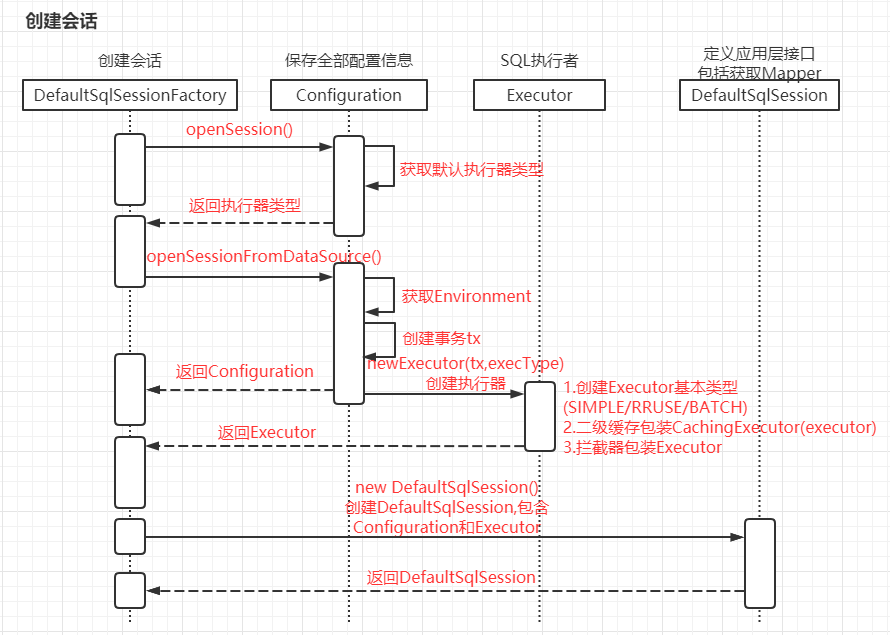 创建会话
创建会话
保存全部配置信息
SQL执行者
定义应用层接口
包括获取Mapper
DefaultSqlSessionFactory
Configuration
Executor
DefaultSqlSession
openSession()
获取默认执行器类型
返回执行器类型
openSessionFromDataSource()
获取Environment
创建事务tx
newExecutor(tx,execType)
创建执行器
返回Configuration
1.创建Executor基本类型
(SIMPLE/RRUSE/BATCH)
2.二级缓存包装CachingExecutor(executor)
3.拦截器包装Executor
返回Executor
new DefaultSqlSession()
创建DefaultSqlSession,包含
Configuration和Executor
返回DefaultSqlSession